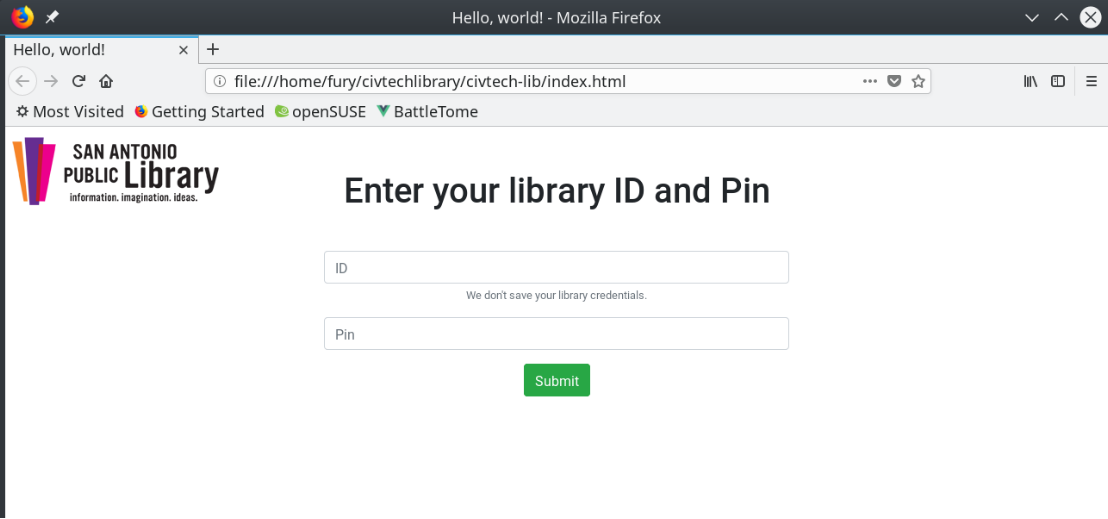 Hello, world! - Mozilla Firefox
Hello, world!
file:///home/fury/civtechlibrary/civtech-lib/index.html
Most Visited Getting Started openSUSE BattleTome
SAN ANTONIO
PUBLIC Library
information. imagination. ideas.
Enter your library ID and Pin
ID
We don't save your library credentials.
Pin
Submit